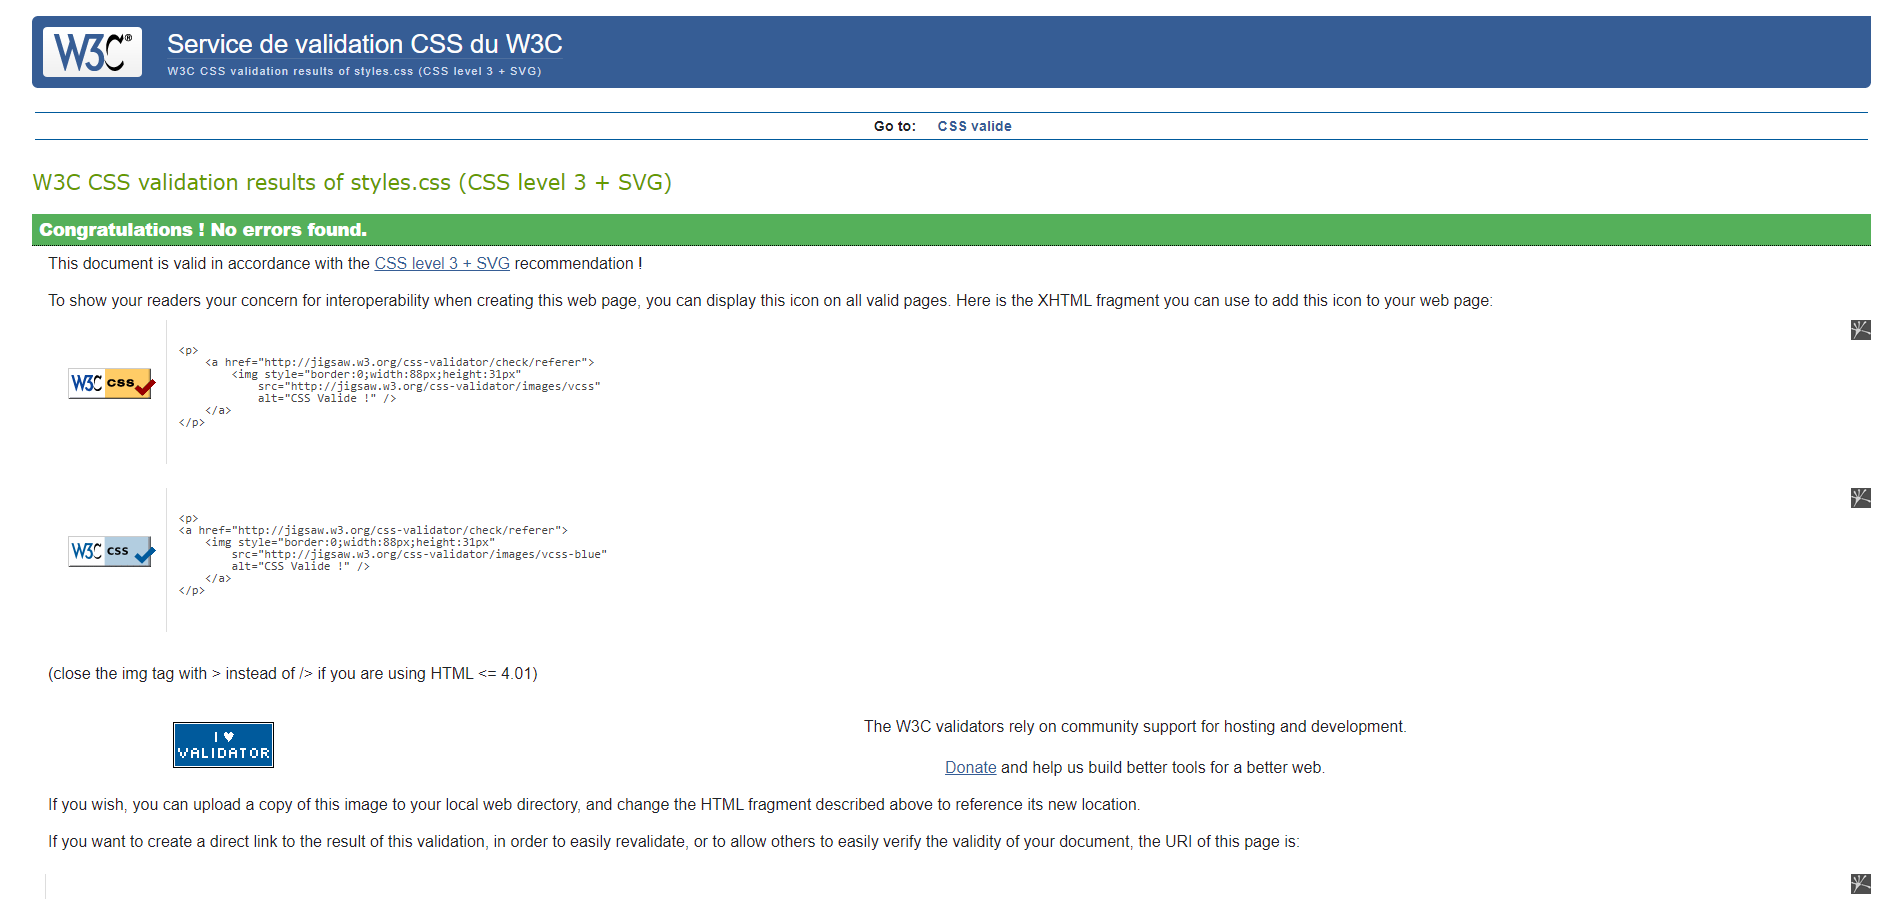 W3C®
Service de validation CSS du W3C
W3C CSS validation results of styles.css (CSS level 3 + SVG)
Go to: CSS valide
W3C CSS validation results of styles.css (CSS level 3 + SVG)
Congratulations ! No errors found.
This document is valid in accordance with the CSS level 3 + SVG recommendation !
To show your readers your concern for interoperability when creating this web page, you can display this icon on all valid pages. Here is the XHTML fragment you can use to add this icon to your web page:
W3C css
<p>
<a href="http://jigsaw.w3.org/css-validator/check/referer">
<img style="border:0;width:88px;height:31px"
src="http://jigsaw.w3.org/css-validator/images/vcss"
alt="CSS Valide !" />
</a>
</p>
W3C css
<p>
<a href="http://jigsaw.w3.org/css-validator/check/referer">
<img style="border:0;width:88px;height:31px"
src="http://jigsaw.w3.org/css-validator/images/vcss-blue"
alt="CSS Valide !" />
</a>
</p>
(close the img tag with > instead of /> if you are using HTML <= 4.01)
I ♥
VALIDATOR
The W3C validators rely on community support for hosting and development.
Donate and help us build better tools for a better web.
If you wish, you can upload a copy of this image to your local web directory, and change the HTML fragment described above to reference its new location.
If you want to create a direct link to the result of this validation, in order to easily revalidate, or to allow others to easily verify the validity of your document, the URI of this page is: